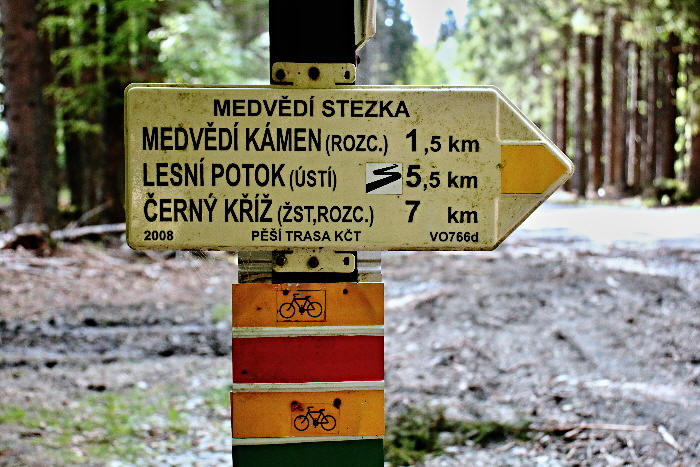 MEDVĚDÍ STEZKA
MEDVĚDÍ KÁMEN (ROZC.) 1,5 km
LESNÍ POTOK (ÚSTÍ) 5,5 km
ČERNÝ KŘÍŽ (ŽST,ROZC.) 7 km
2008 PĚŠÍ TRASA KČT VO766d